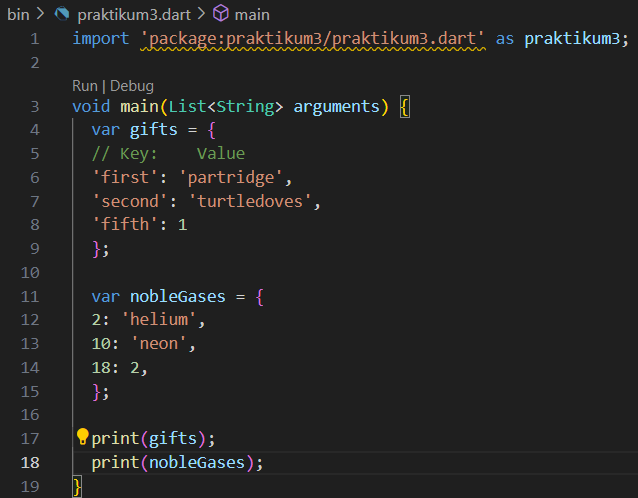 bin > praktikum3.dart > main
1 import 'package:praktikum3/praktikum3.dart' as praktikum3;
2
Run | Debug
3 void main(List<String> arguments) {
4 var gifts = {
5 // Key:    Value
6 'first': 'partridge',
7 'second': 'turtledoves',
8 'fifth': 1
9 };
10
11 var nobleGases = {
12 2: 'helium',
13 10: 'neon',
14 18: 2,
15 };
16
17 print(gifts);
18 print(nobleGases);
19 }